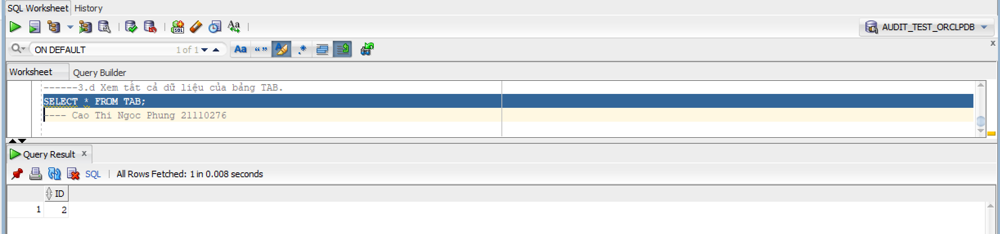 SQL Worksheet History
Aa
AUDIT_TEST_ORCLPDB
ON DEFAULT 1 of 1 Aa “ ” .*
x
Worksheet Query Builder
------3.d Xem tất cả dữ liệu của bảng TAB.
SELECT * FROM TAB;
---- Cao Thi Ngoc Phung 21110276
Query Result x
SQL | All Rows Fetched: 1 in 0.008 seconds
ID
1 2